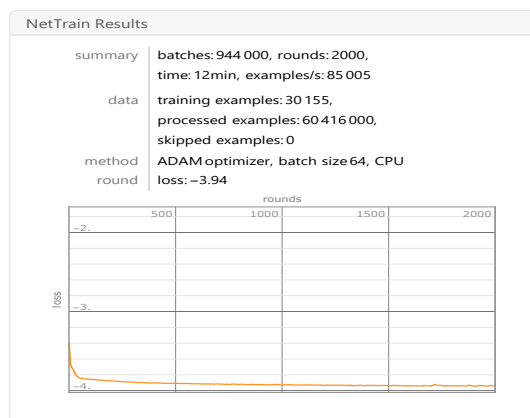 NetTrain Results
summary batches: 944 000, rounds: 2000,
time: 12min, examples/s: 85 005
data training examples: 30 155,
processed examples: 60 416 000,
skipped examples: 0
method ADAM optimizer, batch size 64, CPU
round loss: −3.94
rounds
500 1000 1500 2000
−2.
−3.
−4.
loss